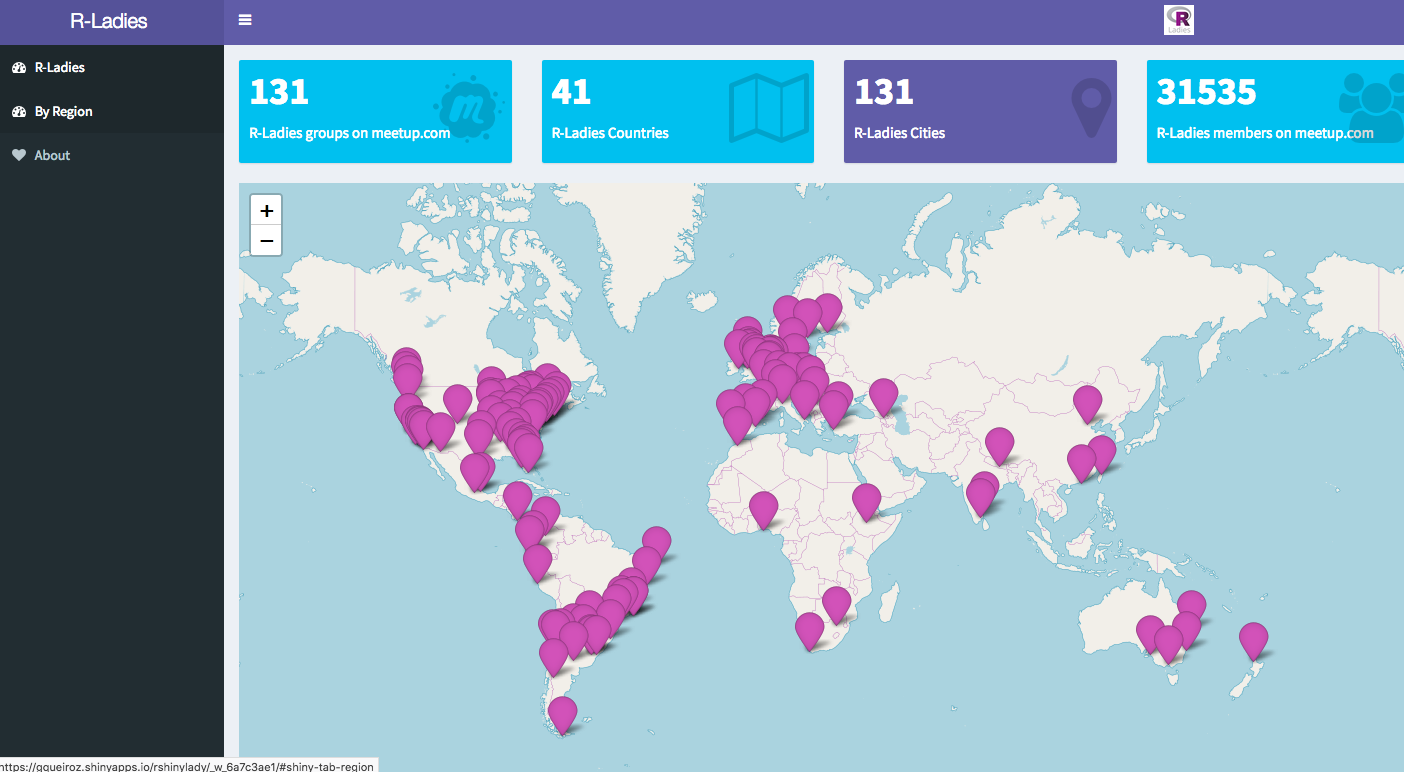 R-Ladies
R
Ladies
R-Ladies
By Region
About
131
R-Ladies groups on meetup.com
41
R-Ladies Countries
131
R-Ladies Cities
31535
R-Ladies members on meetup.com
m
+
−
https://gqueiroz.shinyapps.io/rshinylady/_w_6a7c3ae1/#shiny-tab-region